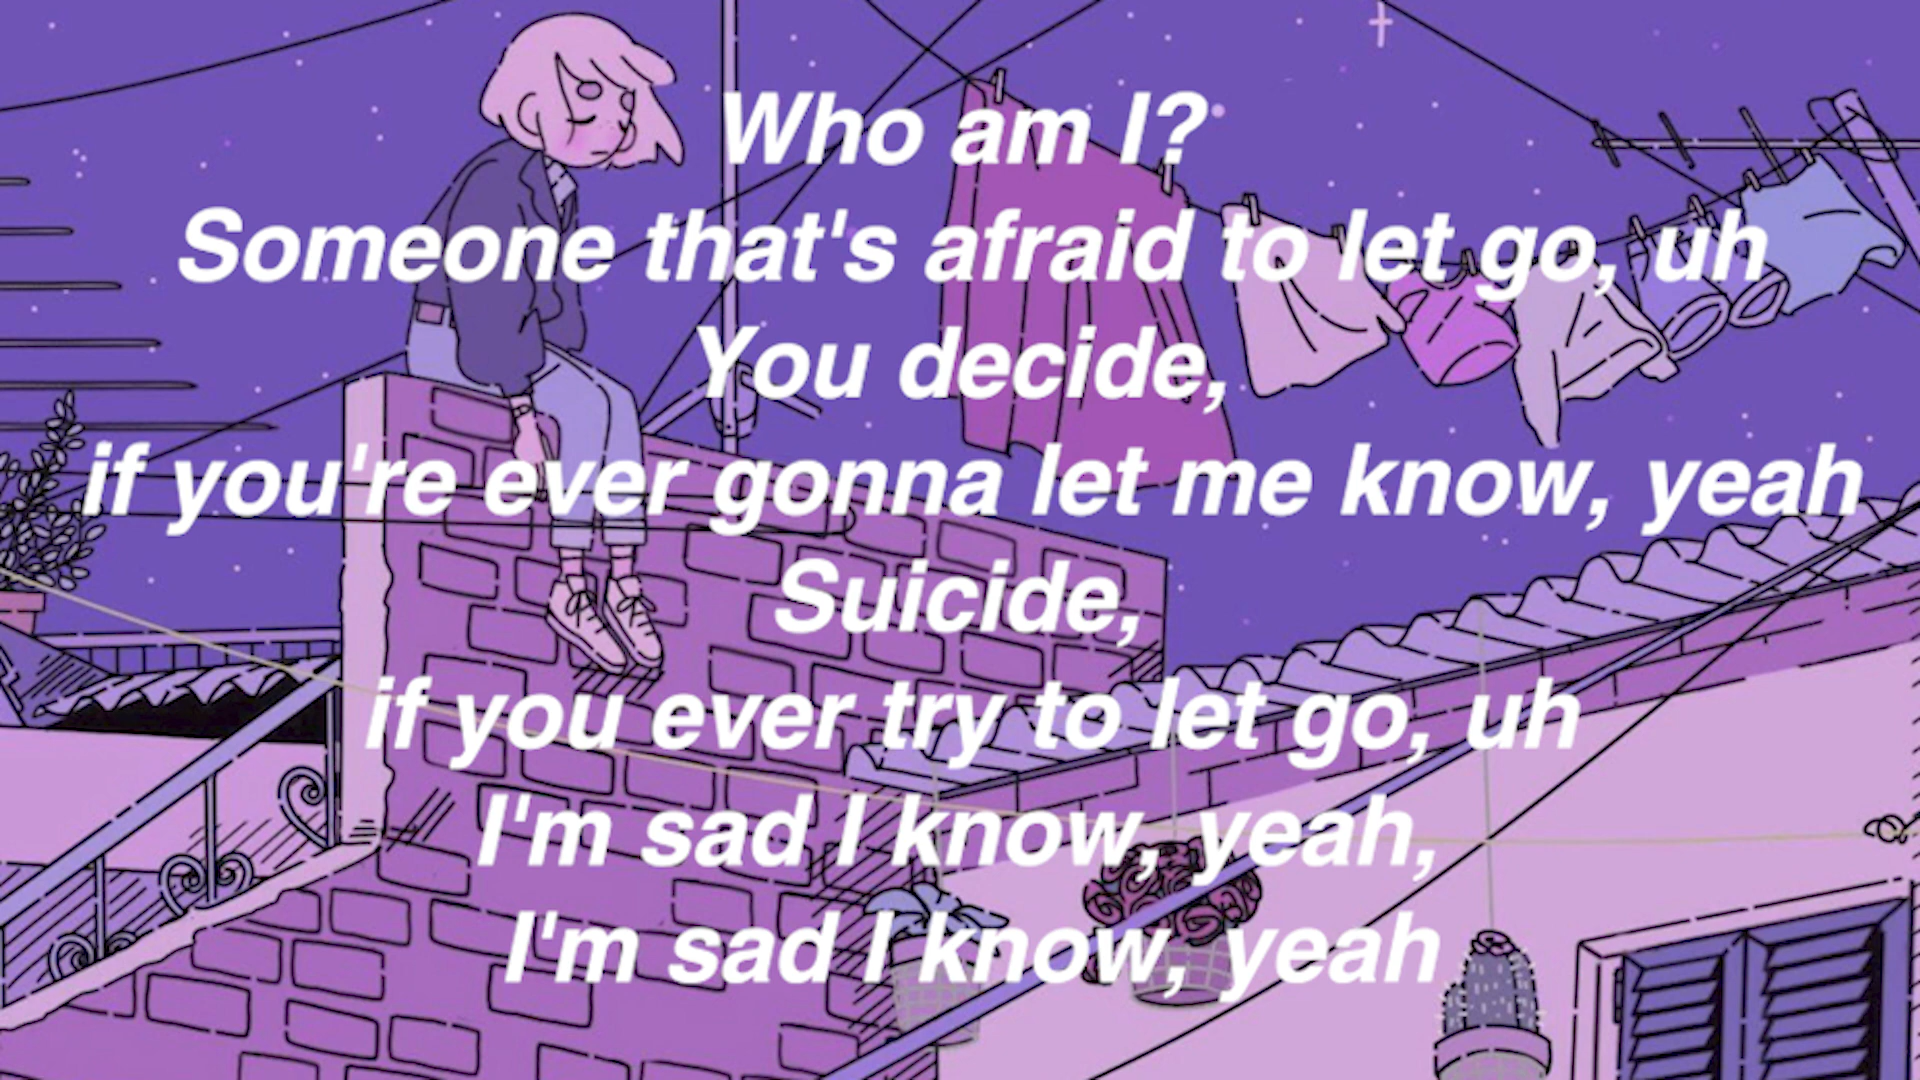 Who am I?
Someone that's afraid to let go, uh
You decide,
if you're ever gonna let me know, yeah
Suicide,
if you ever try to let go, uh
I'm sad I know, yeah,
I'm sad I know, yeah